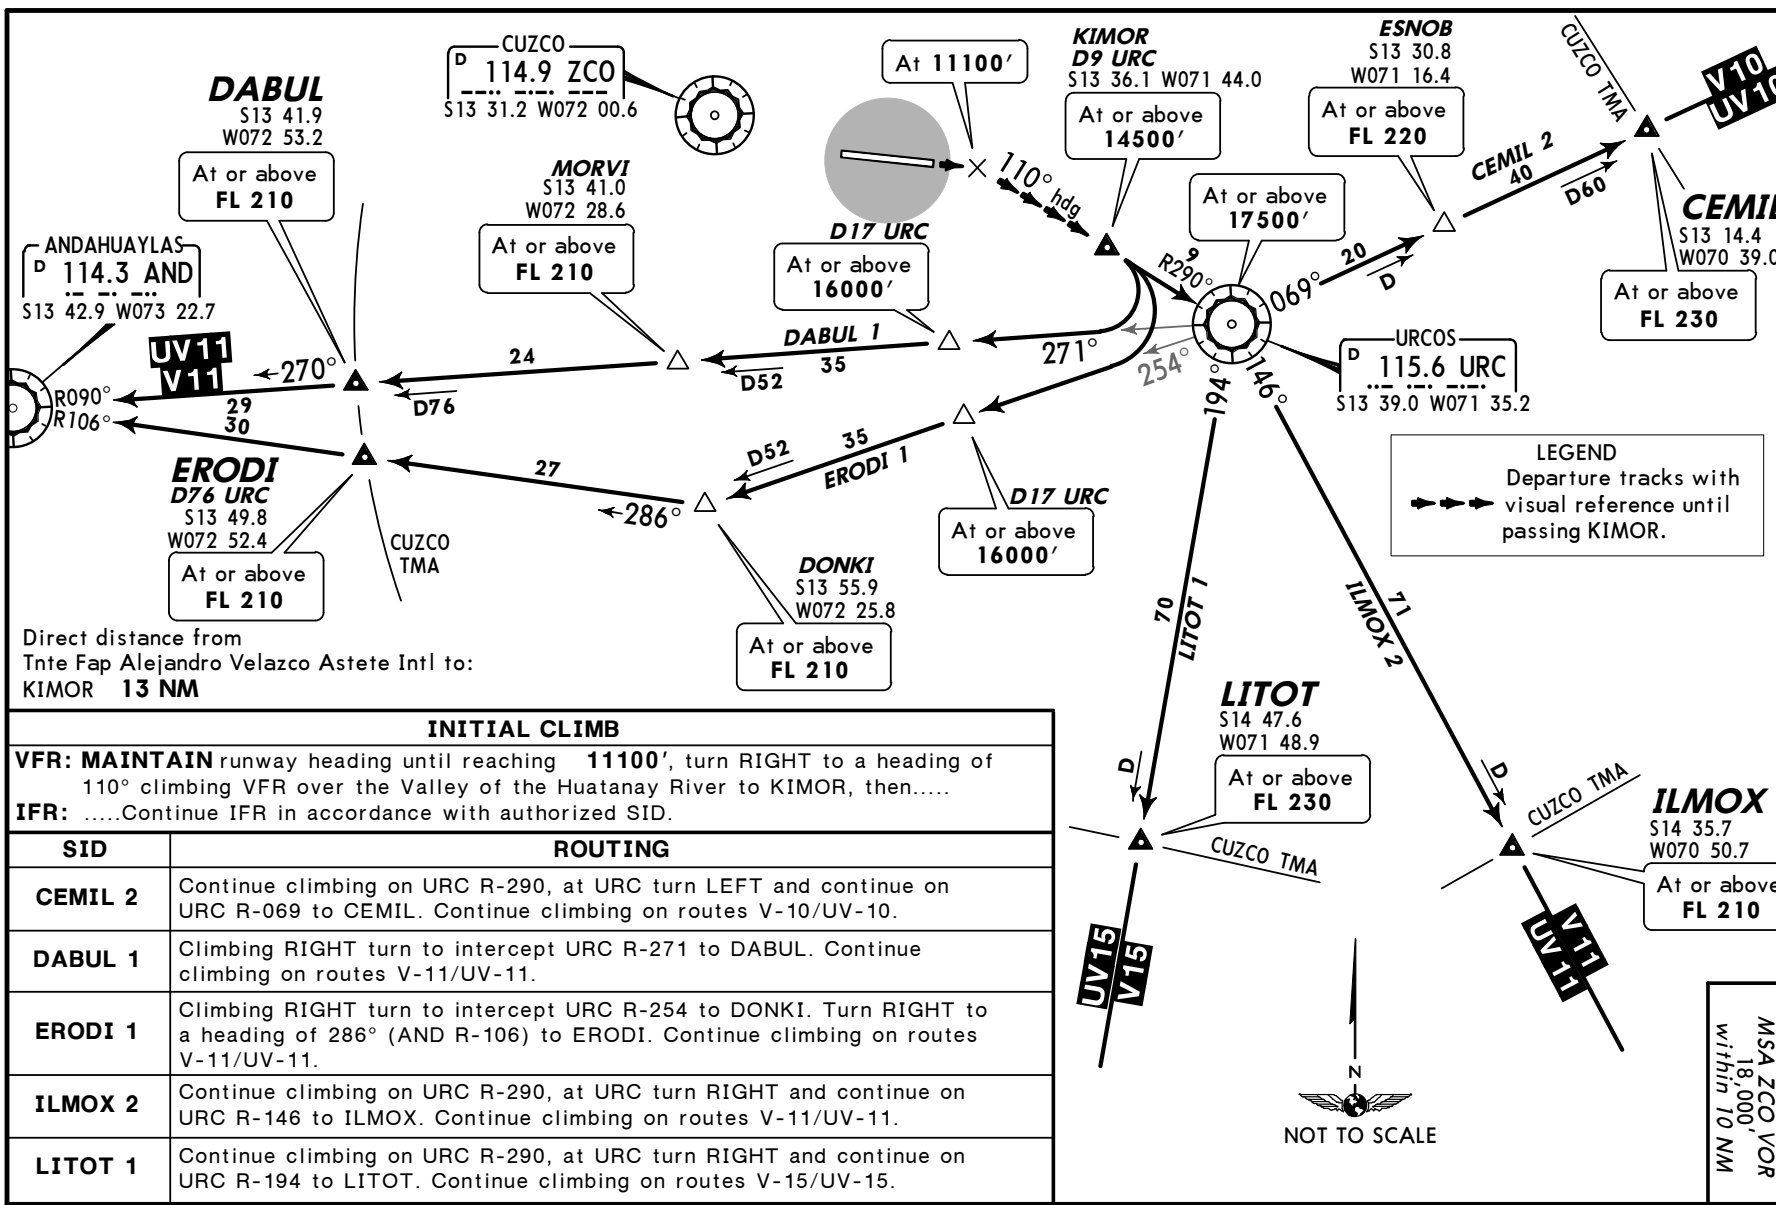 DABUL
S13 41.9
W072 53.2
At or above
FL 210
CUZCO
D 114.9 ZCO
S13 31.2 W072 00.6
At 11100′
KIMOR
D9 URC
S13 36.1 W071 44.0
At or above
14500′
ESNOB
S13 30.8
W071 16.4
At or above
FL 220
CUZCO TMA
V10
UV10
MORVI
S13 41.0
W072 28.6
At or above
FL 210
110° hdg
D17 URC
At or above
16000′
At or above
17500′
CEMIL 2
40
D60
CEMIL
S13 14.4
W070 39.0
At or above
FL 230
ANDAHUAYLAS
D 114.3 AND
S13 42.9 W073 22.7
9
R290°
069°
20
D
UV11
V11
270°
24
DABUL 1
35
271°
254°
URCOS
D 115.6 URC
S13 39.0 W071 35.2
R090°
R106°
29
30
D76
D52
194°
146°
ERODI
D76 URC
S13 49.8
W072 52.4
At or above
FL 210
27
286°
D52
35
ERODI 1
D17 URC
At or above
16000′
CUZCO
TMA
DONKI
S13 55.9
W072 25.8
At or above
FL 210
LEGEND
Departure tracks with
visual reference until
passing KIMOR.
70
LITOT 1
71
ILMOX 2
Direct distance from
Tnte Fap Alejandro Velazco Astete Intl to:
KIMOR 13 NM
LITOT
S14 47.6
W071 48.9
At or above
FL 230
D
CUZCO TMA
D
CUZCO TMA
ILMOX
S14 35.7
W070 50.7
At or above
FL 210
UV15
V15
V11
UV11
INITIAL CLIMB
VFR: MAINTAIN runway heading until reaching 11100′, turn RIGHT to a heading of
110° climbing VFR over the Valley of the Huatanay River to KIMOR, then.....
IFR: .....Continue IFR in accordance with authorized SID.
SID ROUTING
CEMIL 2 Continue climbing on URC R-290, at URC turn LEFT and continue on
URC R-069 to CEMIL. Continue climbing on routes V-10/UV-10.
DABUL 1 Climbing RIGHT turn to intercept URC R-271 to DABUL. Continue
climbing on routes V-11/UV-11.
ERODI 1 Climbing RIGHT turn to intercept URC R-254 to DONKI. Turn RIGHT to
a heading of 286° (AND R-106) to ERODI. Continue climbing on routes
V-11/UV-11.
ILMOX 2 Continue climbing on URC R-290, at URC turn RIGHT and continue on
URC R-146 to ILMOX. Continue climbing on routes V-11/UV-11.
LITOT 1 Continue climbing on URC R-290, at URC turn RIGHT and continue on
URC R-194 to LITOT. Continue climbing on routes V-15/UV-15.
N
NOT TO SCALE
MSA ZCO VOR
18,000′
within 10 NM